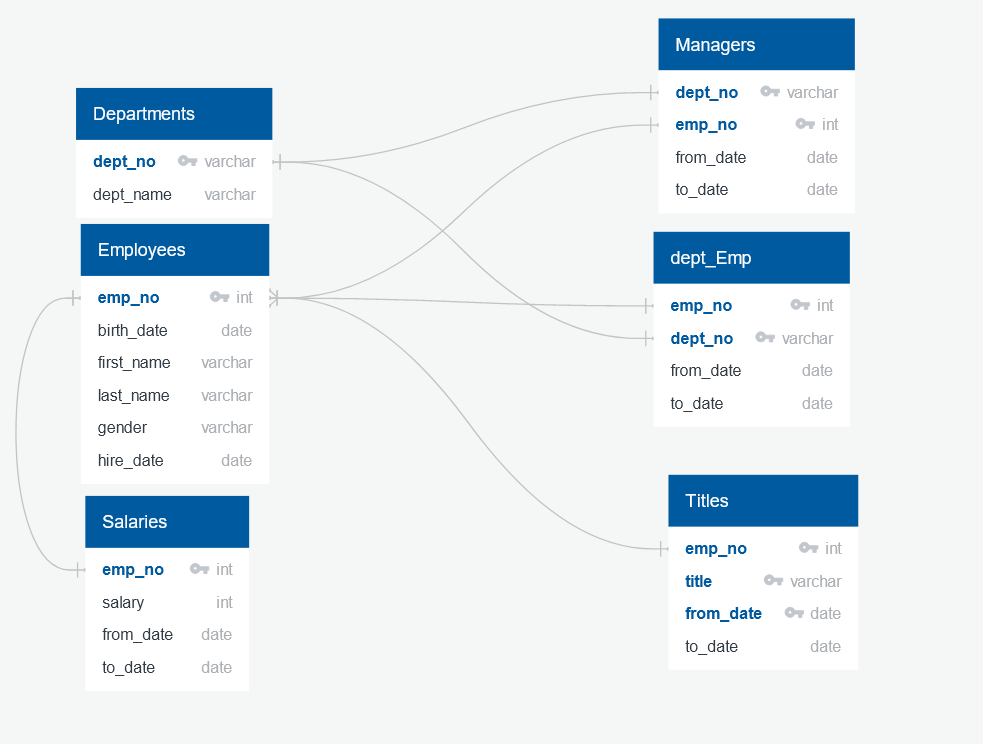 Departments
dept_no varchar
dept_name varchar
Employees
emp_no int
birth_date date
first_name varchar
last_name varchar
gender varchar
hire_date date
Salaries
emp_no int
salary int
from_date date
to_date date
Managers
dept_no varchar
emp_no int
from_date date
to_date date
dept_Emp
emp_no int
dept_no varchar
from_date date
to_date date
Titles
emp_no int
title varchar
from_date date
to_date date